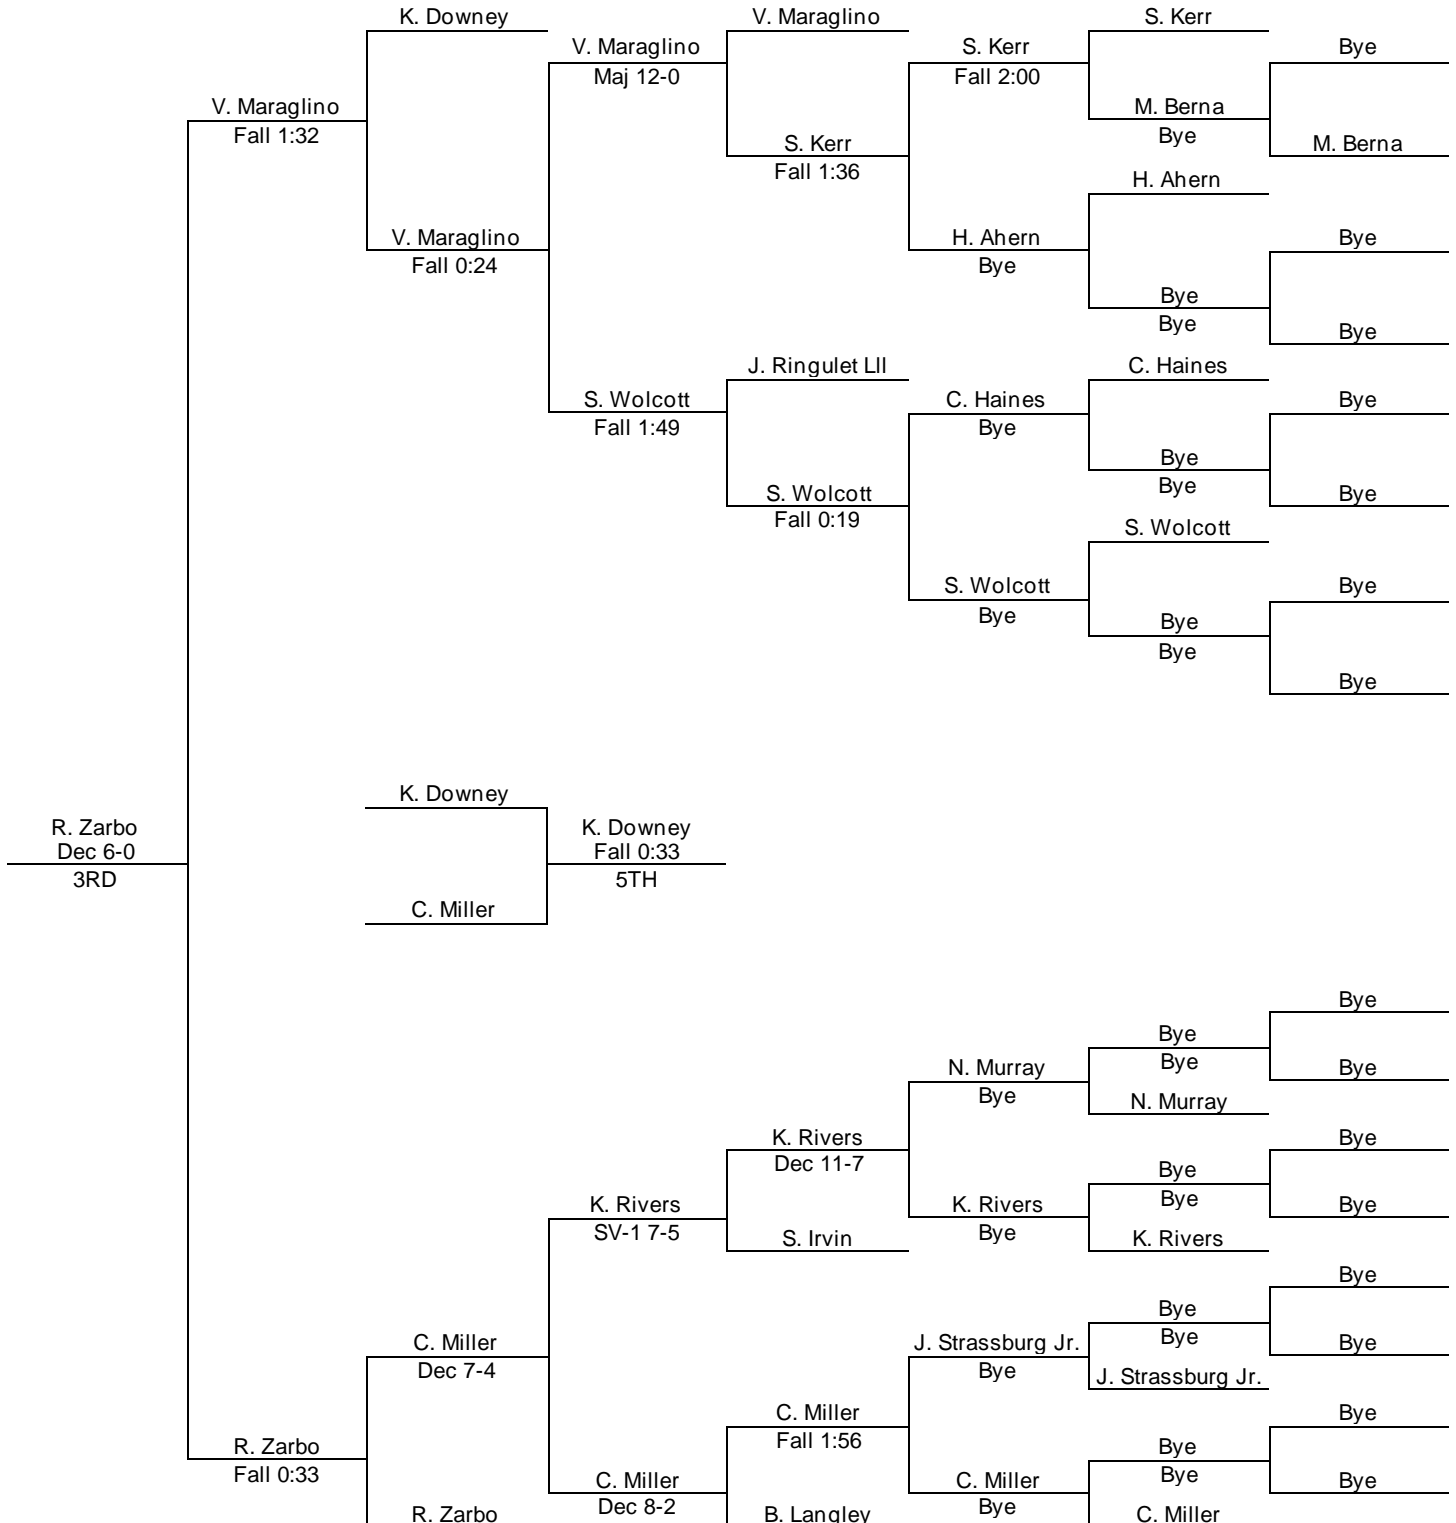 K. Downey
V. Maraglino
S. Kerr
V. Maraglino
Maj 12-0
S. Kerr
Fall 2:00
Bye
V. Maraglino
Fall 1:32
M. Berna
Bye
S. Kerr
Fall 1:36
M. Berna
H. Ahern
V. Maraglino
Fall 0:24
H. Ahern
Bye
Bye
Bye
Bye
Bye
J. Ringulet LII
C. Haines
S. Wolcott
Fall 1:49
C. Haines
Bye
Bye
Bye
Bye
S. Wolcott
Fall 0:19
Bye
S. Wolcott
S. Wolcott
Bye
Bye
Bye
Bye
Bye
K. Downey
R. Zarbo
Dec 6-0
3RD
K. Downey
Fall 0:33
5TH
C. Miller
Bye
Bye
Bye
N. Murray
Bye
Bye
N. Murray
K. Rivers
Dec 11-7
Bye
Bye
Bye
K. Rivers
SV-1 7-5
K. Rivers
Bye
Bye
S. Irvin
K. Rivers
Bye
Bye
Bye
C. Miller
Dec 7-4
J. Strassburg Jr.
Bye
Bye
J. Strassburg Jr.
C. Miller
Fall 1:56
Bye
R. Zarbo
Fall 0:33
Bye
Bye
C. Miller
Dec 8-2
C. Miller
Bye
Bye
R. Zarbo
B. Langley
C. Miller